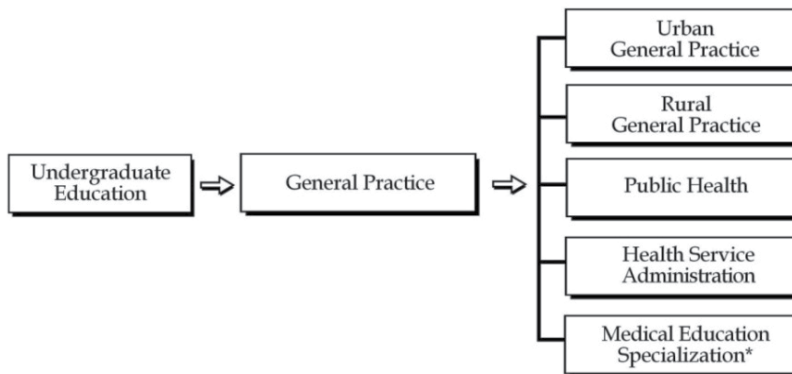 Undergraduate
Education
General Practice
Urban
General Practice
Rural
General Practice
Public Health
Health Service
Administration
Medical Education
Specialization*